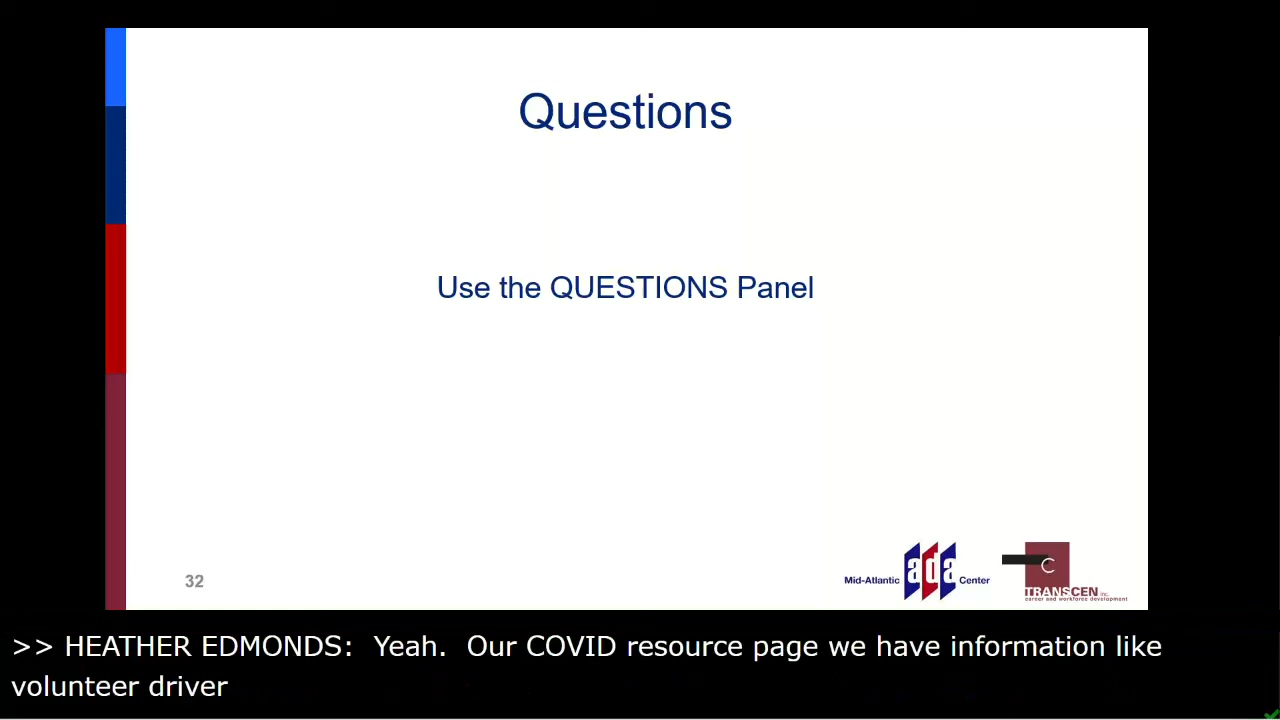 Questions
Use the QUESTIONS Panel
32
Mid-Atlantic ada Center
C
TRANSCEN inc.
career and workforce development
>> HEATHER EDMONDS:  Yeah.  Our COVID resource page we have information like
volunteer driver